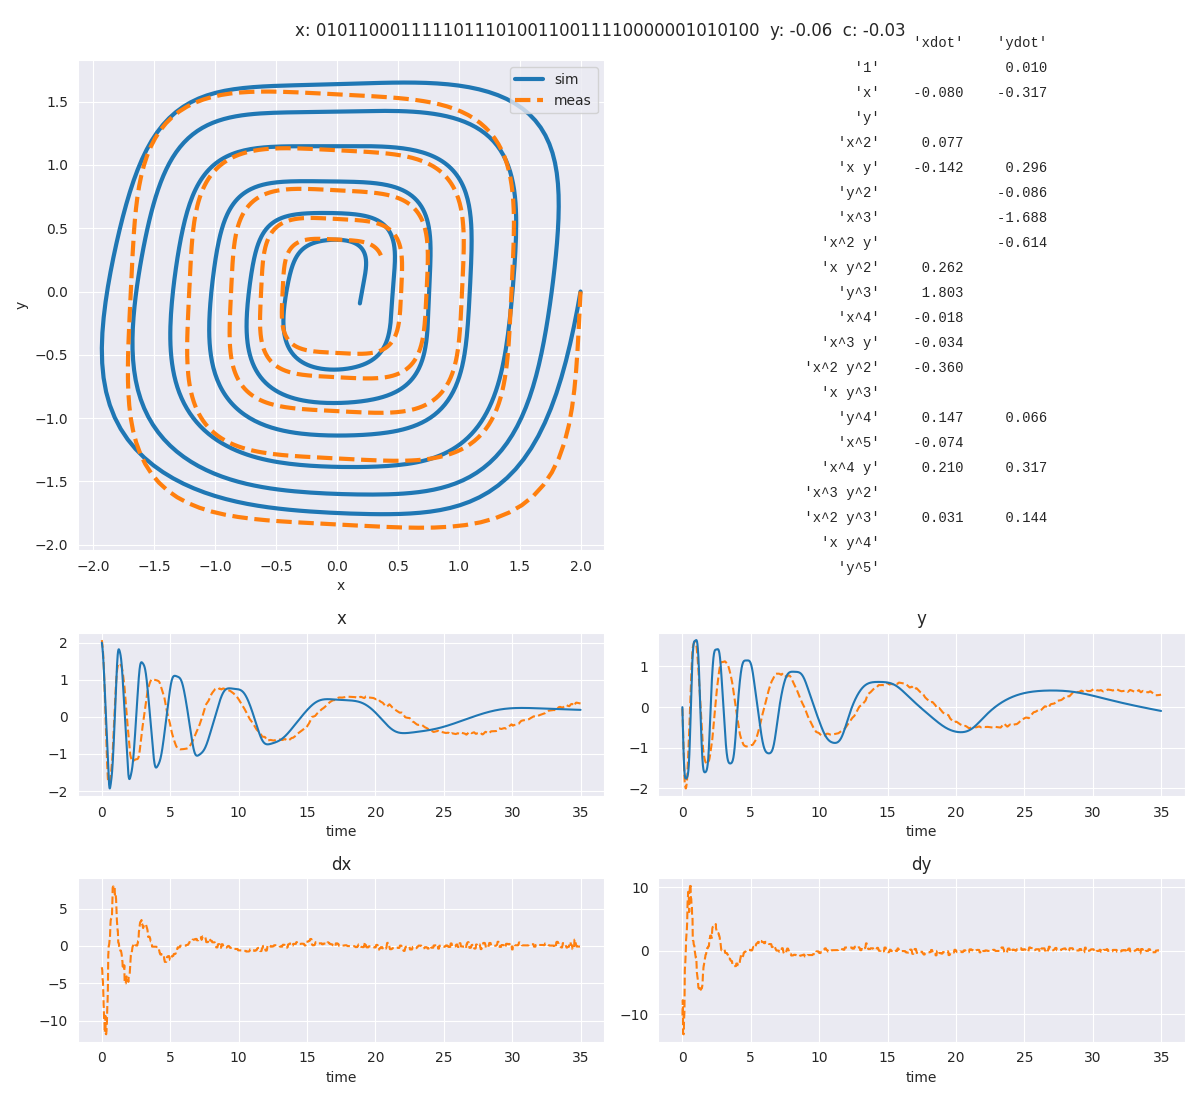 x: 010110001111101110100110011110000001010100 y: -0.06 c: -0.03
'xdot' 'ydot'
'1' 0.010
'x' -0.080 -0.317
'y'
'x^2' 0.077
'x y' -0.142 0.296
'y^2' -0.086
'x^3' -1.688
'x^2 y' -0.614
'x y^2' 0.262
'y^3' 1.803
'x^4' -0.018
'x^3 y' -0.034
'x^2 y^2' -0.360
'x y^3'
'y^4' 0.147 0.066
'x^5' -0.074
'x^4 y' 0.210 0.317
'x^3 y^2'
'x^2 y^3' 0.031 0.144
'x y^4'
'y^5'
sim
meas
1.5
1.0
0.5
0.0
−0.5
−1.0
−1.5
−2.0
y
−2.0 −1.5 −1.0 −0.5 0.0 0.5 1.0 1.5 2.0
x
x
2
1
0
−1
−2
0 5 10 15 20 25 30 35
time
y
1
0
−1
−2
0 5 10 15 20 25 30 35
time
dx
5
0
−5
−10
0 5 10 15 20 25 30 35
time
dy
10
0
−10
0 5 10 15 20 25 30 35
time